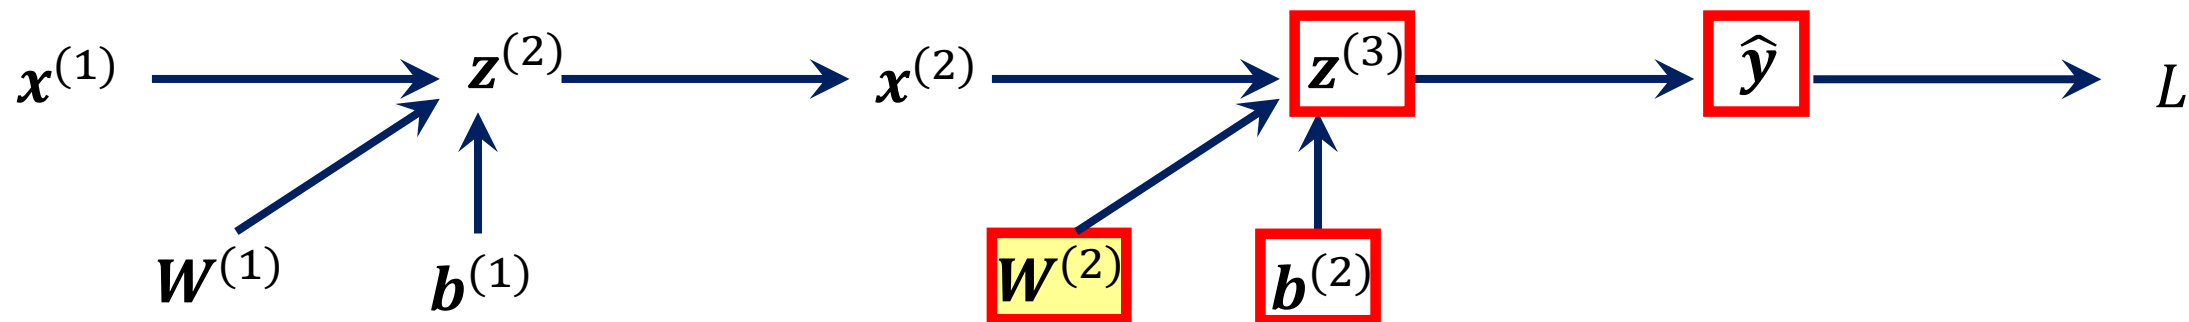 x^(1) z^(2) x^(2) z^(3) ŷ L
W^(1) b^(1) W^(2) b^(2)